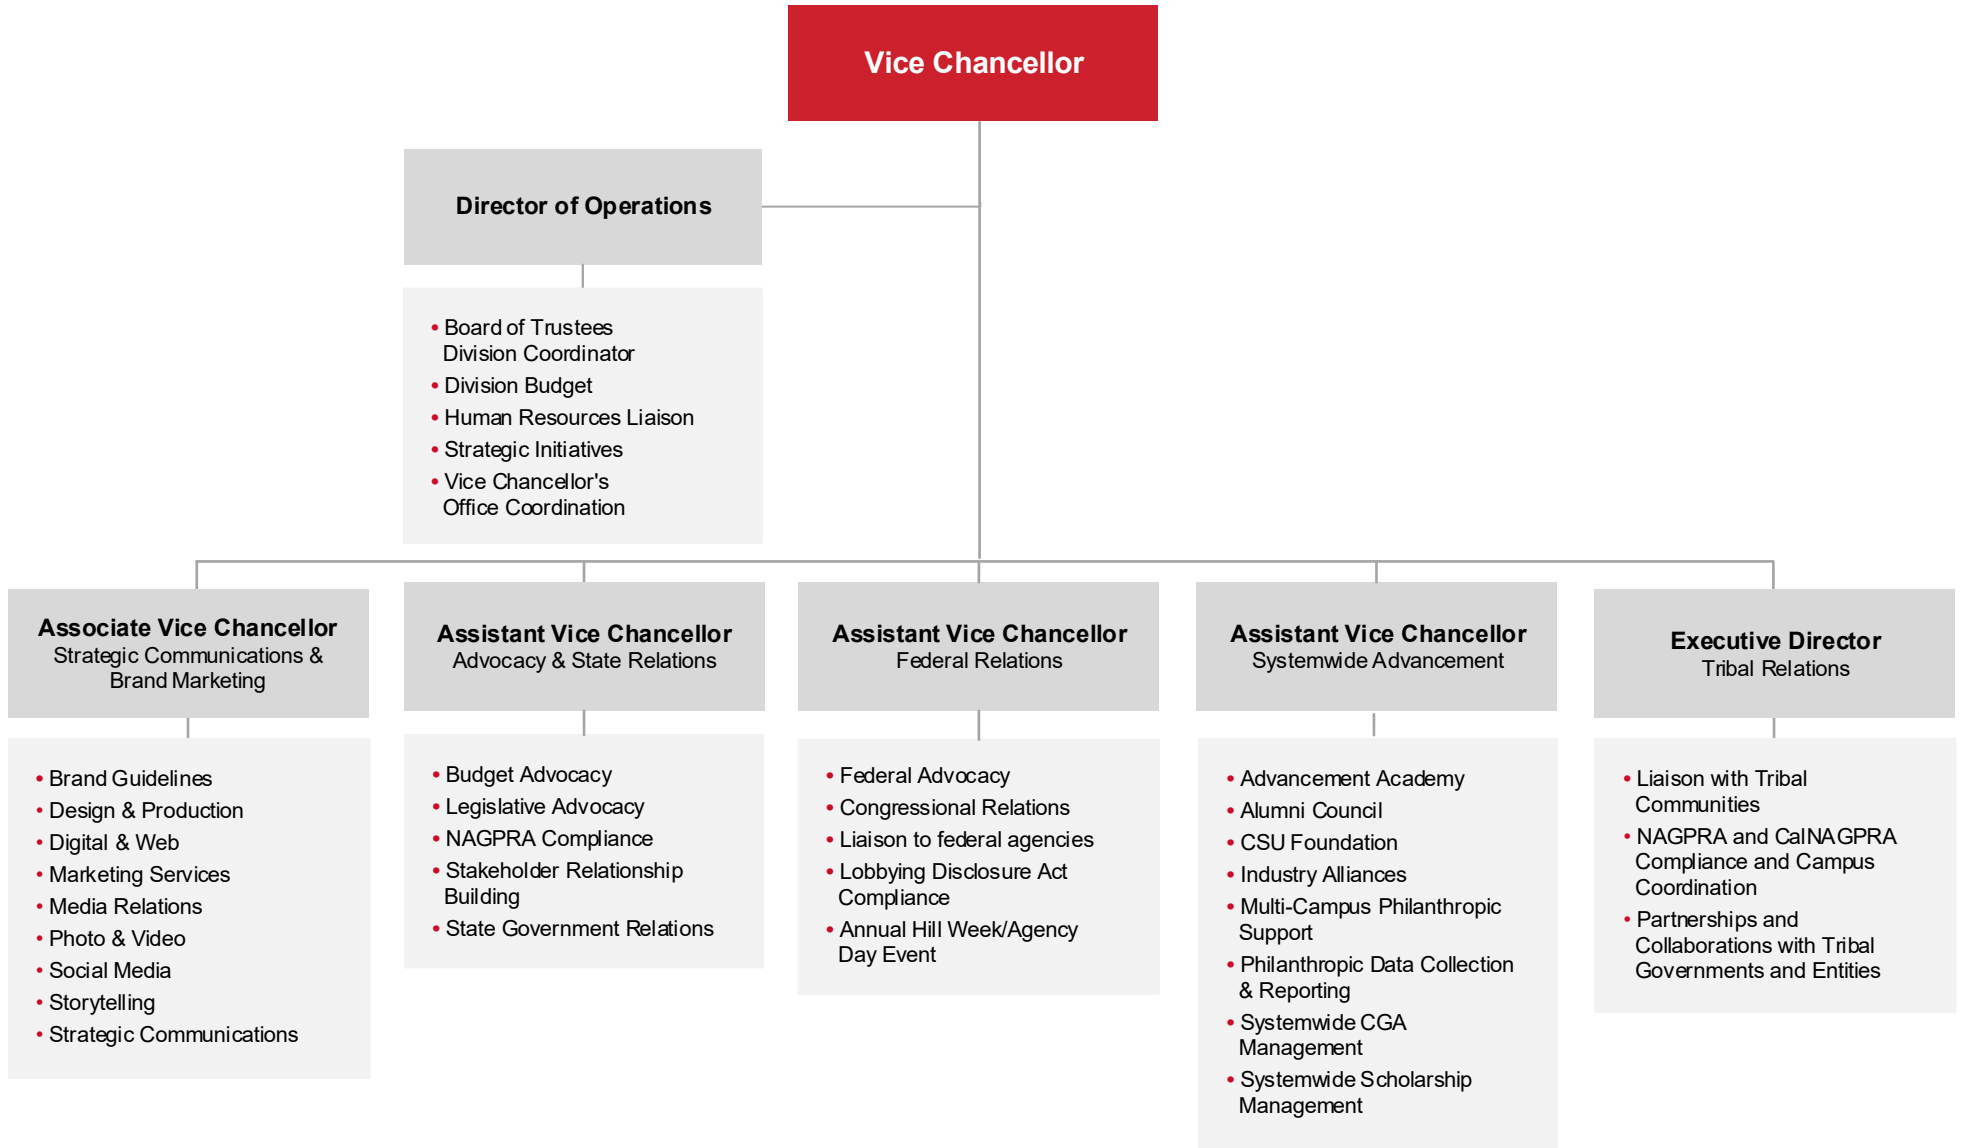 Vice Chancellor
Director of Operations
• Board of Trustees
Division Coordinator
• Division Budget
• Human Resources Liaison
• Strategic Initiatives
• Vice Chancellor's
Office Coordination
Associate Vice Chancellor
Strategic Communications &
Brand Marketing
• Brand Guidelines
• Design & Production
• Digital & Web
• Marketing Services
• Media Relations
• Photo & Video
• Social Media
• Storytelling
• Strategic Communications
Assistant Vice Chancellor
Advocacy & State Relations
• Budget Advocacy
• Legislative Advocacy
• NAGPRA Compliance
• Stakeholder Relationship
Building
• State Government Relations
Assistant Vice Chancellor
Federal Relations
• Federal Advocacy
• Congressional Relations
• Liaison to federal agencies
• Lobbying Disclosure Act
Compliance
• Annual Hill Week/Agency
Day Event
Assistant Vice Chancellor
Systemwide Advancement
• Advancement Academy
• Alumni Council
• CSU Foundation
• Industry Alliances
• Multi-Campus Philanthropic
Support
• Philanthropic Data Collection
& Reporting
• Systemwide CGA
Management
• Systemwide Scholarship
Management
Executive Director
Tribal Relations
• Liaison with Tribal
Communities
• NAGPRA and CalNAGPRA
Compliance and Campus
Coordination
• Partnerships and
Collaborations with Tribal
Governments and Entities